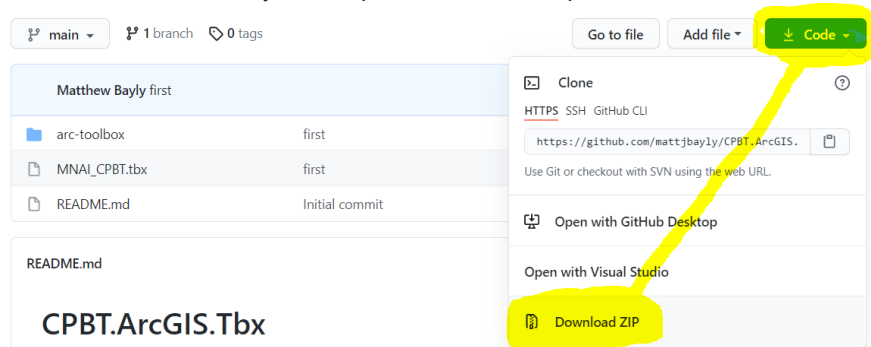 main 1 branch 0 tags Go to file Add file Code
Matthew Bayly first
arc-toolbox first
MNAI_CPBT.tbx first
README.md Initial commit
README.md
CPBT.ArcGIS.Tbx
Clone
HTTPS SSH GitHub CLI
https://github.com/mattjbayly/CPBT.ArcGIS.
Use Git or checkout with SVN using the web URL.
Open with GitHub Desktop
Open with Visual Studio
Download ZIP